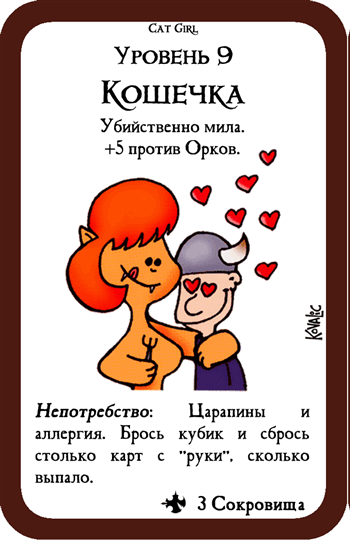 Cat Girl
Уровень 9
Кошечка
Убийственно мила.
+5 против Орков.
Kovalic
Непотребство: Царапины и
аллергия. Брось кубик и сбрось
столько карт с "руки", сколько
выпало.
3 Сокровища